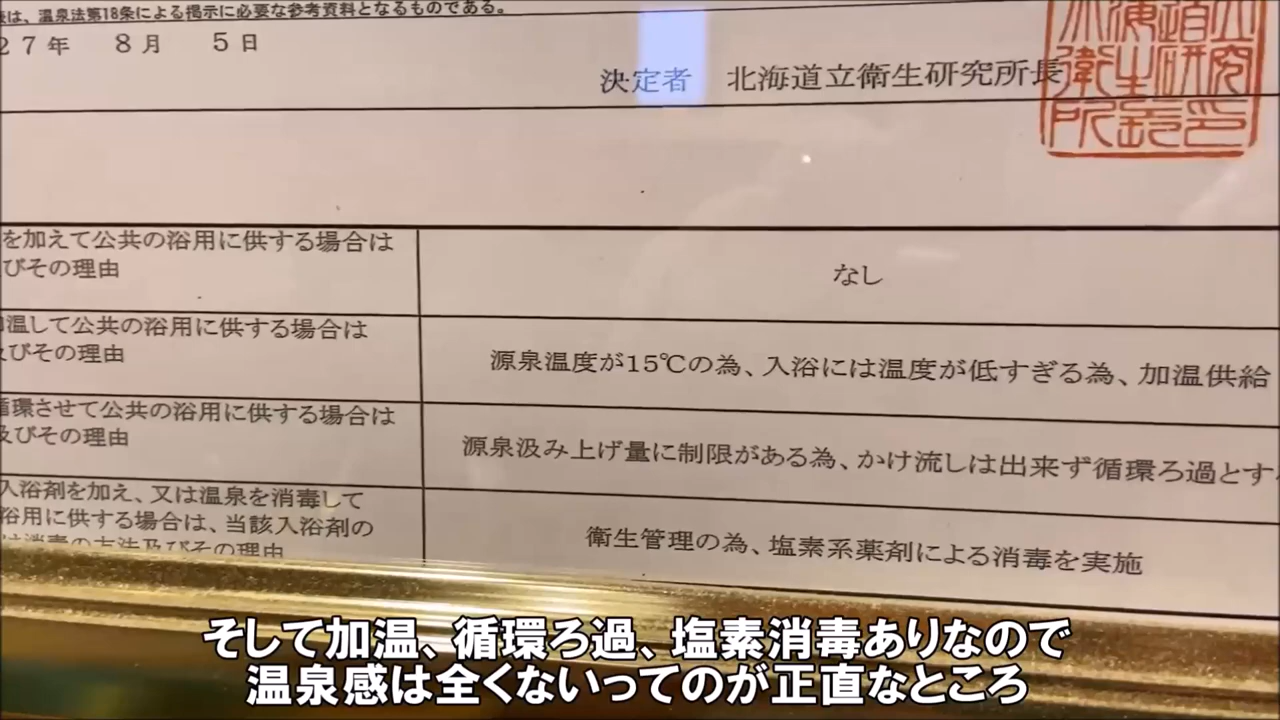 は、温泉法第18条による掲示に必要な参考資料となるものである。
27年 8月 5日
決定者 北海道立衛生研究所長
を加えて公共の浴用に供する場合は
びその理由
なし
温して公共の浴用に供する場合は
びその理由
源泉温度が15℃の為、入浴には温度が低すぎる為、加温供給
循環させて公共の浴用に供する場合は
及びその理由
源泉汲み上げ量に制限がある為、かけ流しは出来ず循環ろ過とす
入浴剤を加え、又は温泉を消毒して
浴用に供する場合は、当該入浴剤の
は消毒の方法及びその理由
衛生管理の為、塩素系薬剤による消毒を実施
そして加温、循環ろ過、塩素消毒ありなので
温泉感は全くないってのが正直なところ